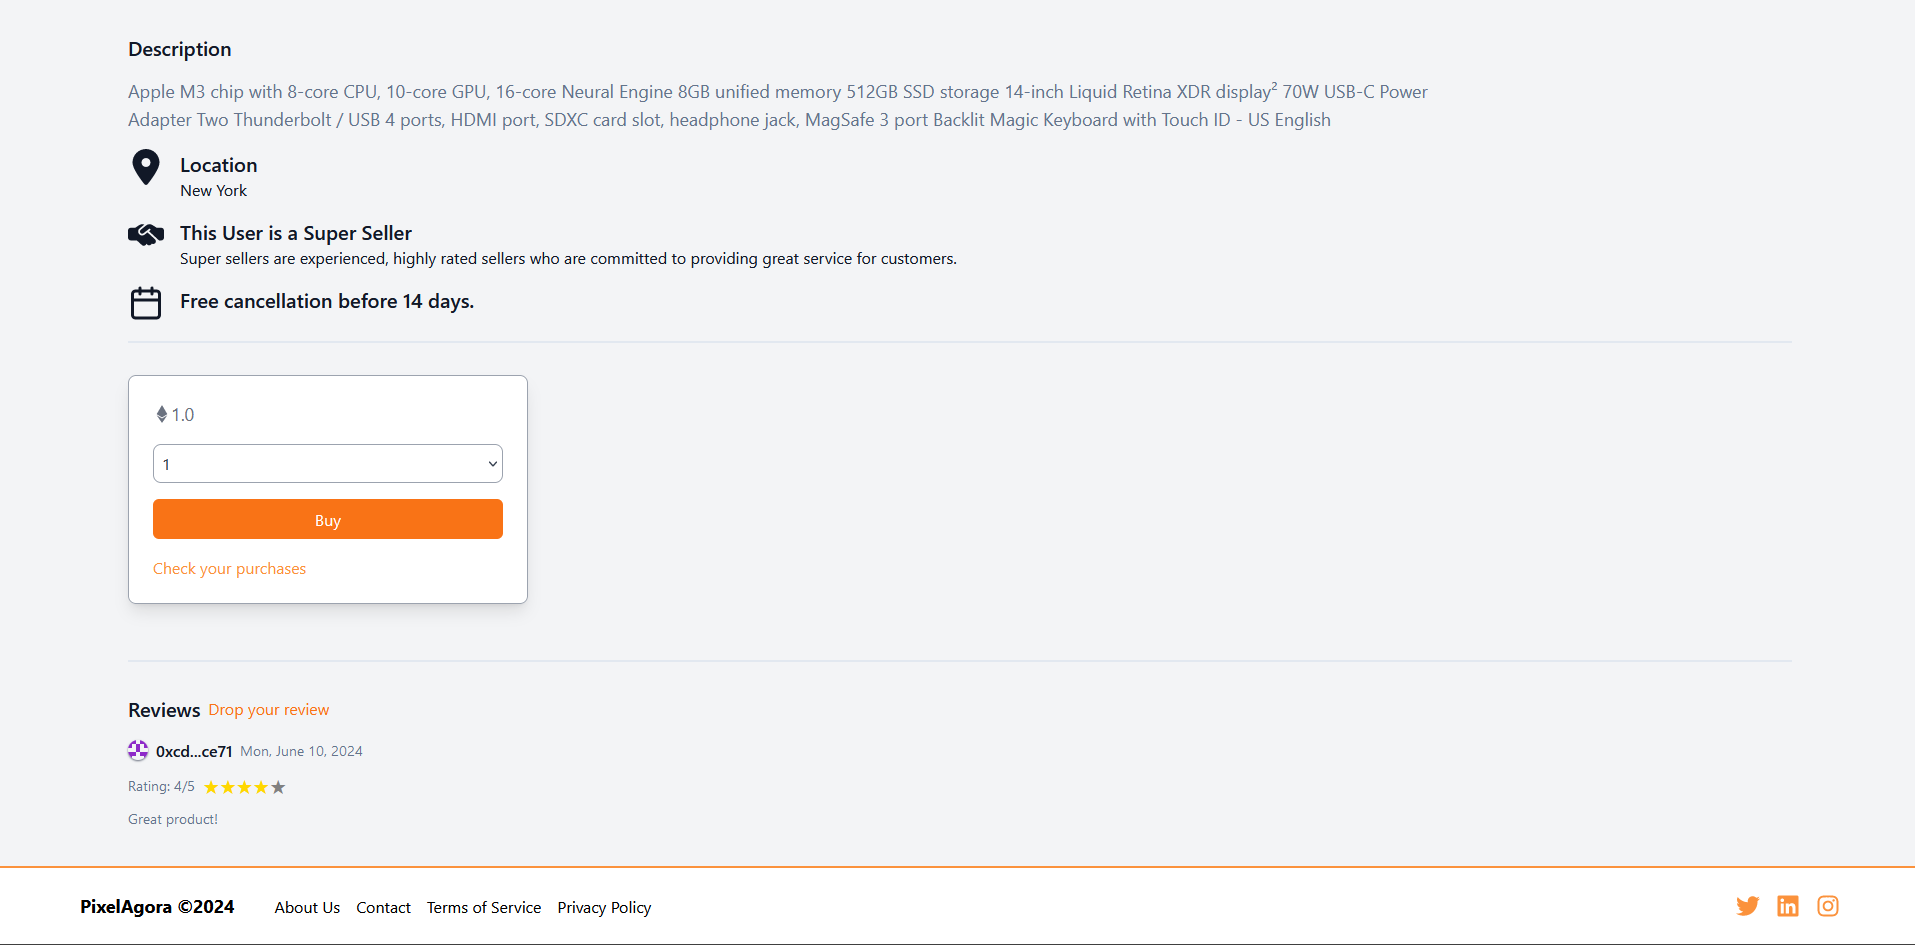 Description
Apple M3 chip with 8-core CPU, 10-core GPU, 16-core Neural Engine 8GB unified memory 512GB SSD storage 14-inch Liquid Retina XDR display² 70W USB-C Power
Adapter Two Thunderbolt / USB 4 ports, HDMI port, SDXC card slot, headphone jack, MagSafe 3 port Backlit Magic Keyboard with Touch ID - US English
Location
New York
This User is a Super Seller
Super sellers are experienced, highly rated sellers who are committed to providing great service for customers.
Free cancellation before 14 days.
1.0
1
Buy
Check your purchases
Reviews Drop your review
0xcd...ce71 Mon, June 10, 2024
Rating: 4/5
Great product!
PixelAgora ©2024 About Us Contact Terms of Service Privacy Policy